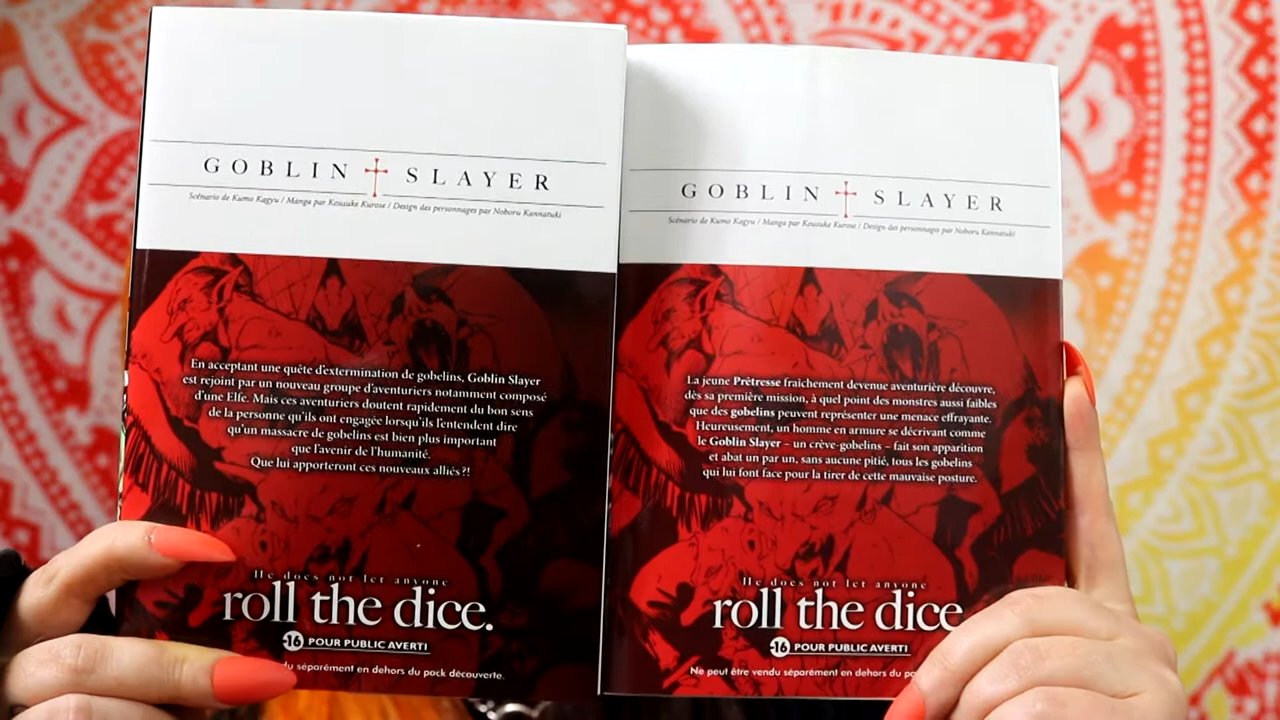 GOBLIN SLAYER
Scénario de Kumo Kagyu / Manga par Kousuke Kurose / Design des personnages par Noboru Kannatuki
En acceptant une quête d'extermination de gobelins, Goblin Slayer
est rejoint par un nouveau groupe d'aventuriers notamment composé
d'une Elfe. Mais ces aventuriers doutent rapidement du bon sens
de la personne qu'ils ont engagée lorsqu'ils l'entendent dire
qu'un massacre de gobelins est bien plus important
que l'avenir de l'humanité.
Que lui apporteront ces nouveaux alliés ?!
He does not let anyone
roll the dice.
-16 POUR PUBLIC AVERTI
du séparément en dehors du pack découverte.
GOBLIN SLAYER
Scénario de Kumo Kagyu / Manga par Kousuke Kurose / Design des personnages par Noboru Kannatuki
La jeune Prêtresse fraîchement devenue aventurière découvre,
dès sa première mission, à quel point des monstres aussi faibles
que des gobelins peuvent représenter une menace effrayante.
Heureusement, un homme en armure se décrivant comme
le Goblin Slayer – un crève-gobelins – fait son apparition
et abat un par un, sans aucune pitié, tous les gobelins
qui lui font face pour la tirer de cette mauvaise posture.
He does not let anyone
roll the dice
-16 POUR PUBLIC AVERTI
Ne peut être vendu séparément en dehors du